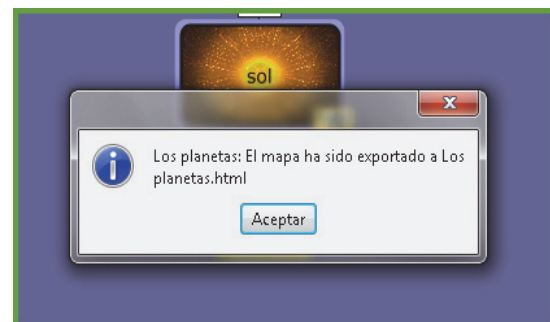 sol
Los planetas: El mapa ha sido exportado a Los
planetas.html
Aceptar